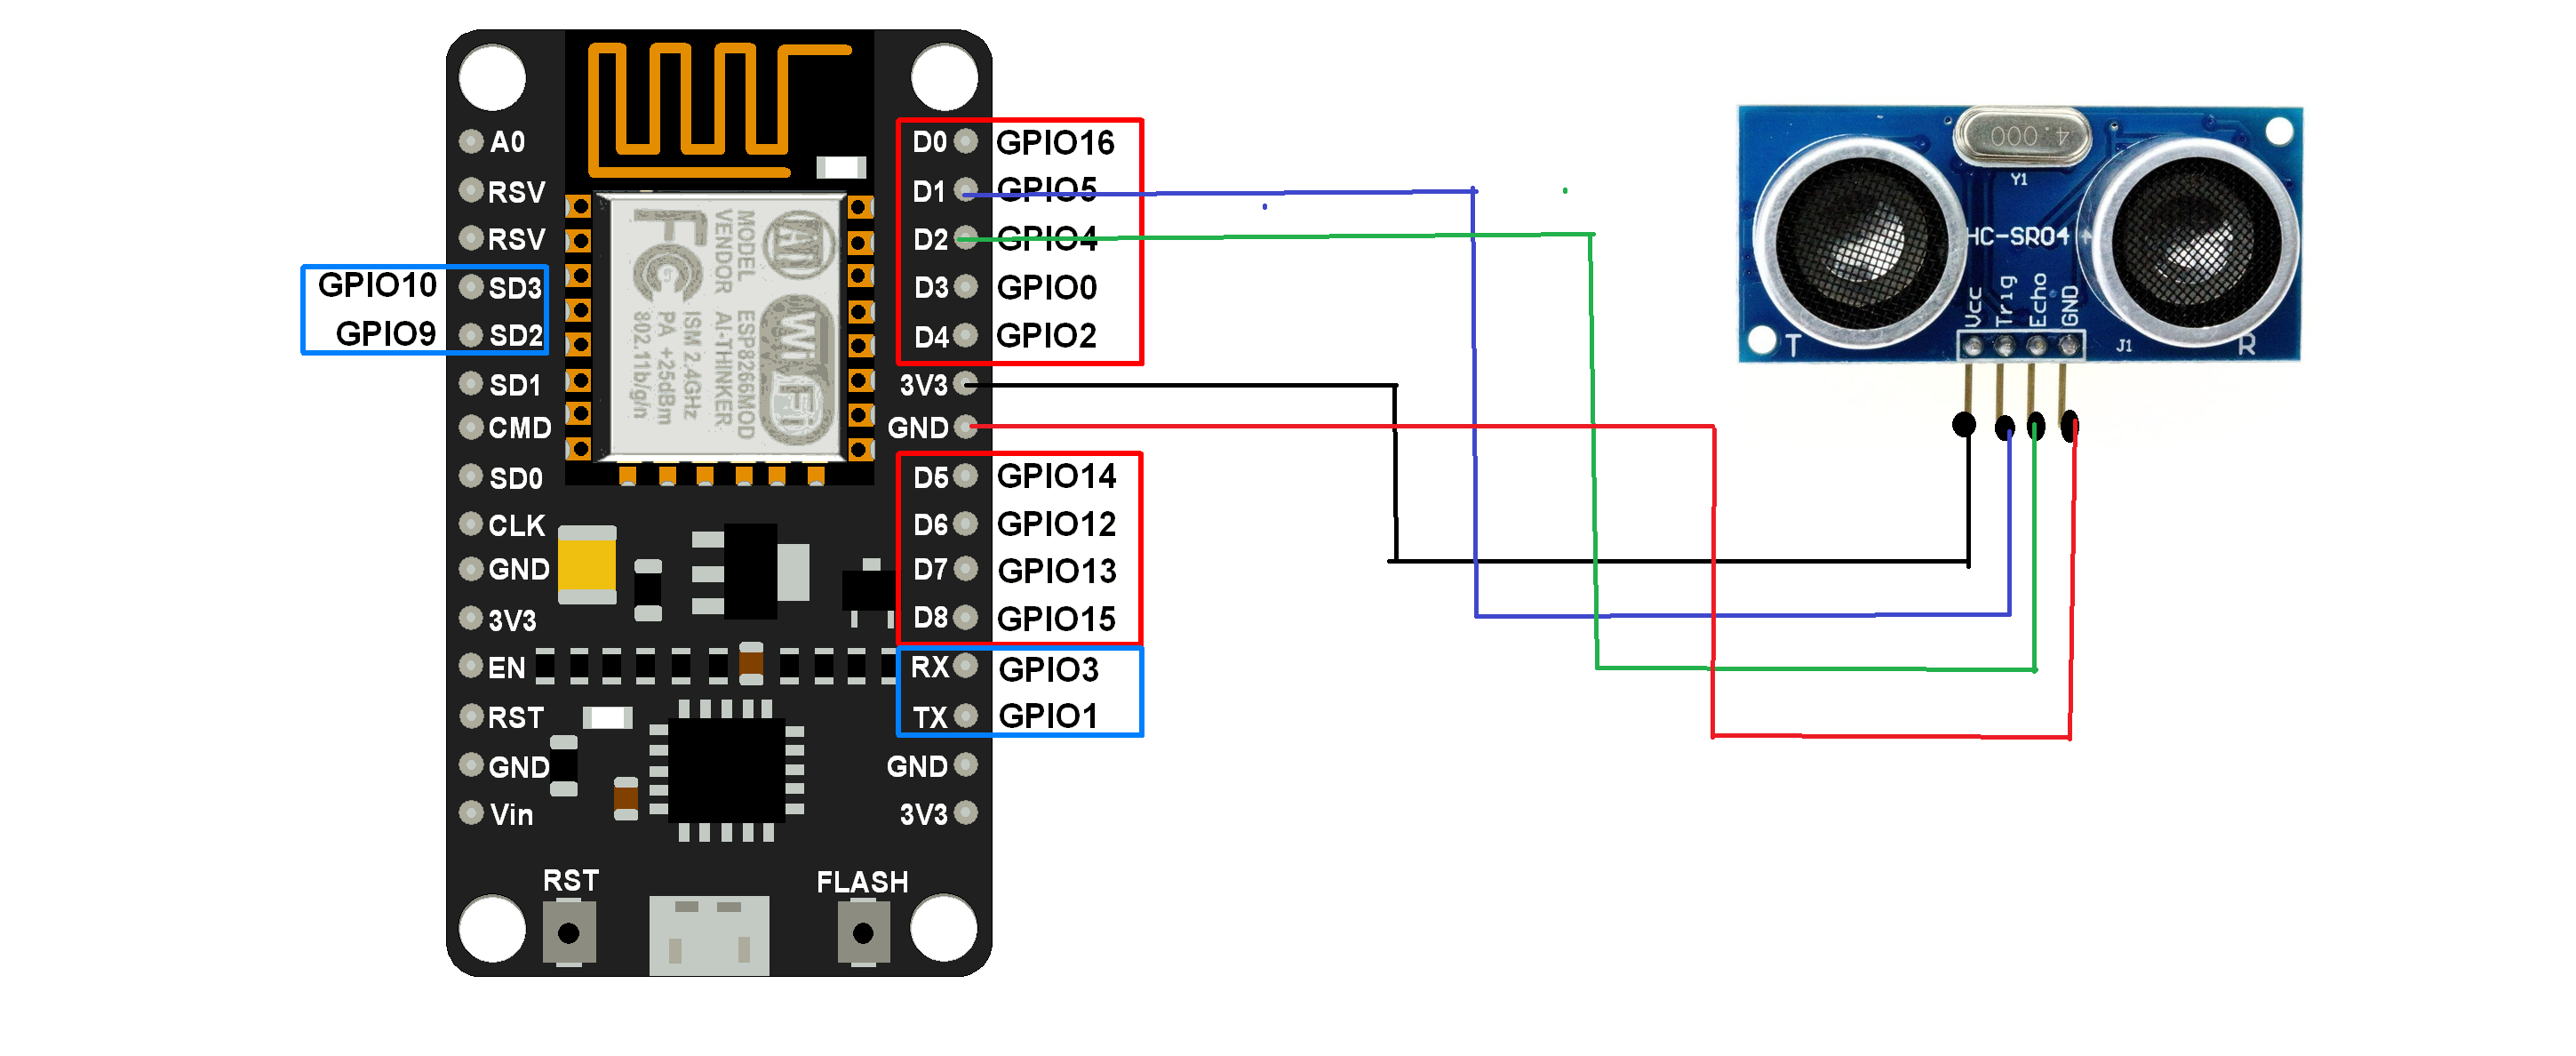 A0
RSV
RSV
GPIO10 SD3
GPIO9 SD2
SD1
CMD
SD0
CLK
GND
3V3
EN
RST
GND
Vin
MODEL
VENDOR
ESP8266MOD
AI-THINKER
ISM 2.4GHz
PA +25dBm
802.11b/g/n
FC
Wi Fi
D0 GPIO16
D1 GPIO5
D2 GPIO4
D3 GPIO0
D4 GPIO2
3V3
GND
D5 GPIO14
D6 GPIO12
D7 GPIO13
D8 GPIO15
RX GPIO3
TX GPIO1
GND
3V3
RST
FLASH
4.000
Y1
HC-SR04
Vcc
Trig
Echo
GND
T
J1
R